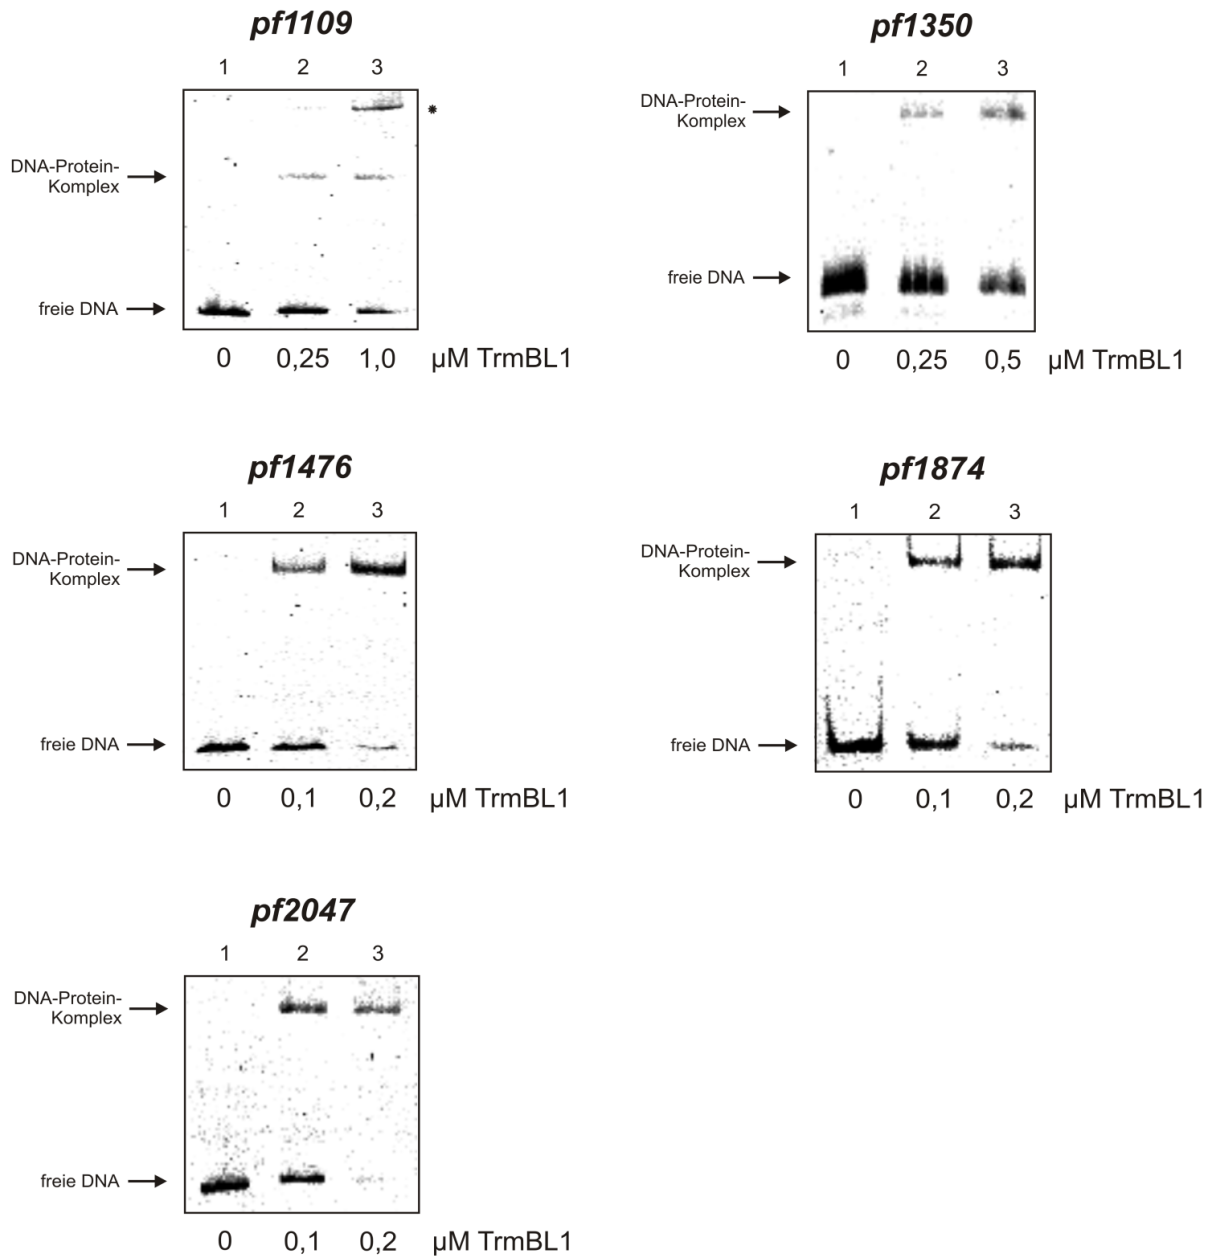 pf1109
1 2 3
DNA-Protein-
Komplex
*
freie DNA
0 0,25 1,0 µM TrmBL1
pf1350
1 2 3
DNA-Protein-
Komplex
freie DNA
0 0,25 0,5 µM TrmBL1
pf1476
1 2 3
DNA-Protein-
Komplex
freie DNA
0 0,1 0,2 µM TrmBL1
pf1874
1 2 3
DNA-Protein-
Komplex
freie DNA
0 0,1 0,2 µM TrmBL1
pf2047
1 2 3
DNA-Protein-
Komplex
freie DNA
0 0,1 0,2 µM TrmBL1